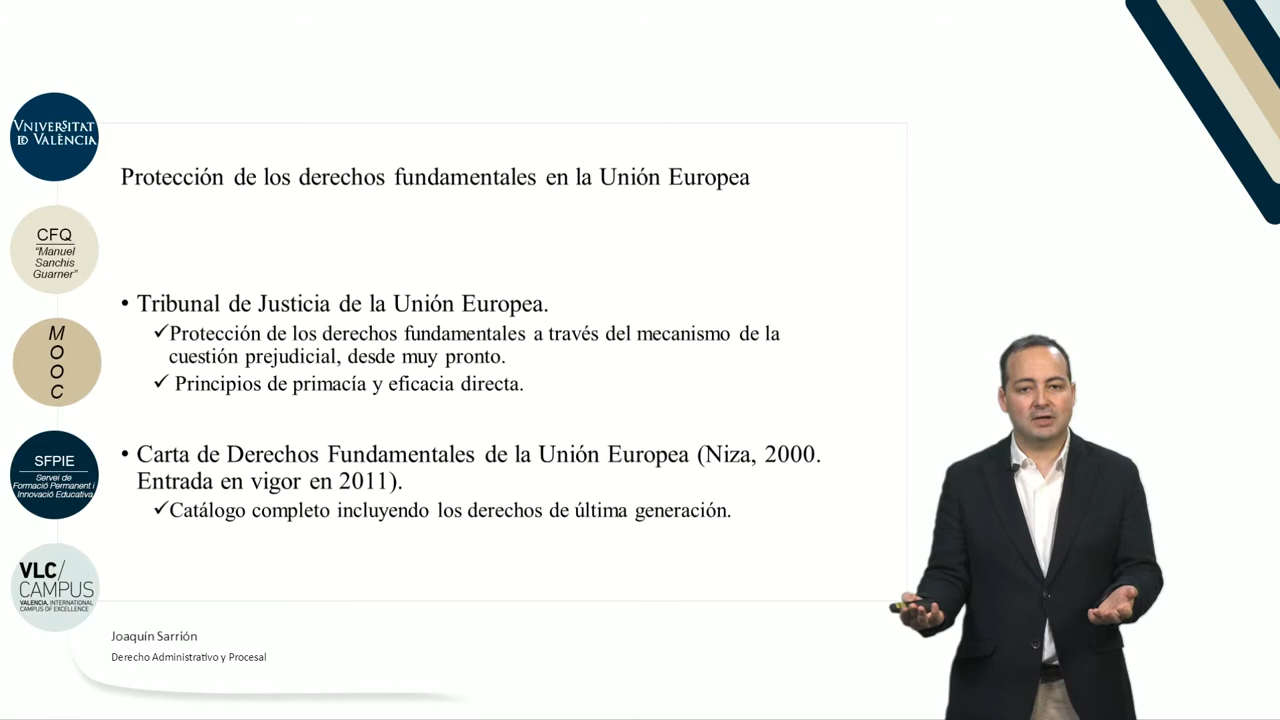 VNIVERSITAT
ID VALÈNCIA
CFQ
"Manuel
Sanchis
Guarner"
M
O
O
C
SFPIE
Servei de
Formació Permanent i
Innovació Educativa
VLC/
CAMPUS
VALENCIA, INTERNATIONAL
CAMPUS OF EXCELLENCE
Protección de los derechos fundamentales en la Unión Europea
• Tribunal de Justicia de la Unión Europea.
✓Protección de los derechos fundamentales a través del mecanismo de la
cuestión prejudicial, desde muy pronto.
✓ Principios de primacía y eficacia directa.
• Carta de Derechos Fundamentales de la Unión Europea (Niza, 2000.
Entrada en vigor en 2011).
✓Catálogo completo incluyendo los derechos de última generación.
Joaquín Sarrión
Derecho Administrativo y Procesal